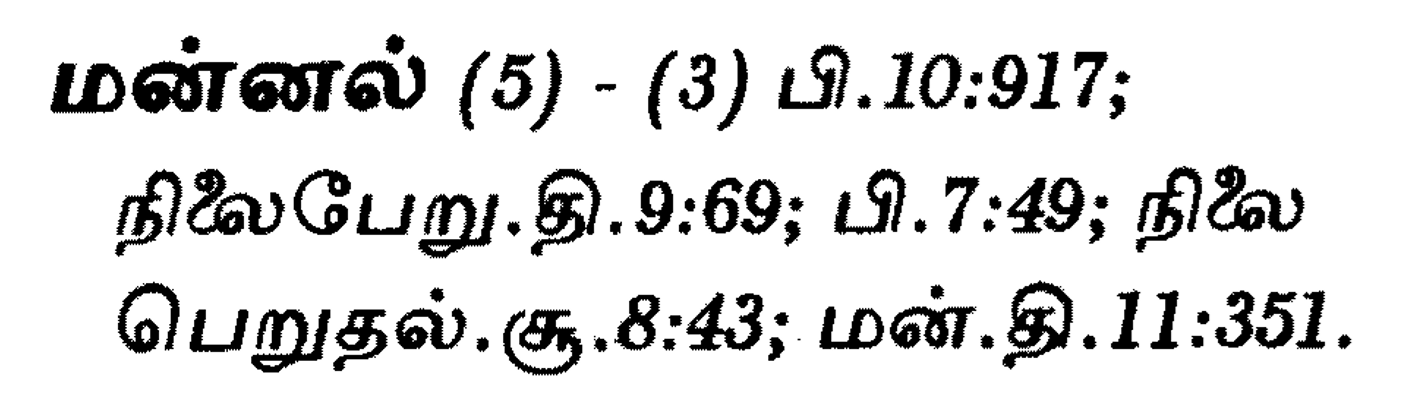 மன்னல் (5) - (3) பி.10:917;
நிலைபேறு.தி.9:69; பி.7:49; நிலை
பெறுதல்.சூ.8:43; மன்.தி.11:351.